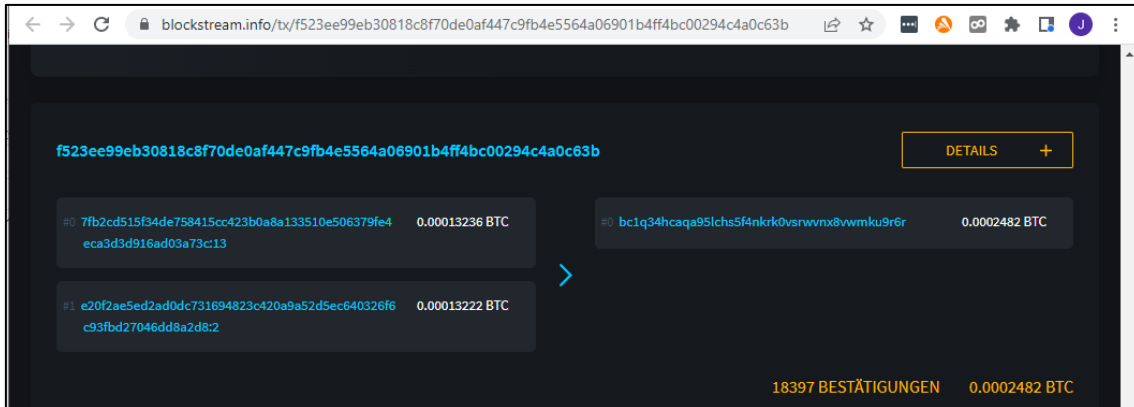 blockstream.info/tx/f523ee99eb30818c8f70de0af447c9fb4e5564a06901b4ff4bc00294c4a0c63b
J
f523ee99eb30818c8f70de0af447c9fb4e5564a06901b4ff4bc00294c4a0c63b
DETAILS +
#0 7fb2cd515f34de758415cc423b0a8a133510e506379fe4 0.00013236 BTC
eca3d3d916ad03a73c:13
#0 bc1q34hcaqa95lchs5f4nkrk0vsrwvnx8vwmku9r6r 0.0002482 BTC
#1 e20f2ae5ed2ad0dc731694823c420a9a52d5ec640326f6 0.00013222 BTC
c93fbd27046dd8a2d8:2
18397 BESTÄTIGUNGEN 0.0002482 BTC